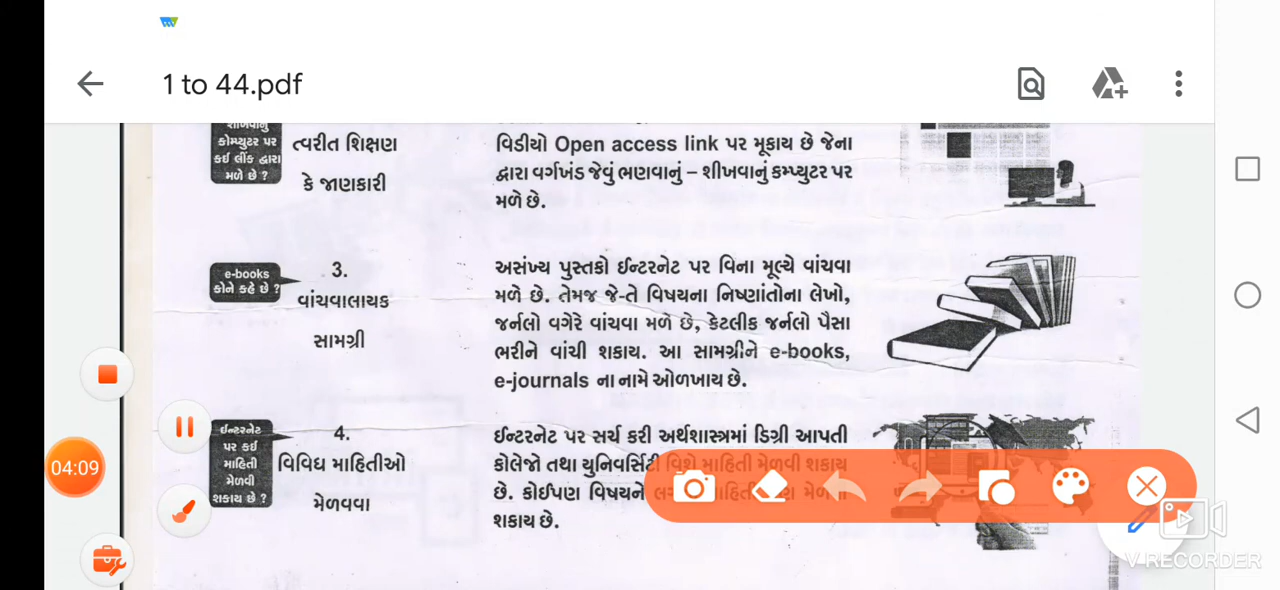 1 to 44.pdf
શીખવાનું
કોમ્પ્યુટર પર
કઈ લીંક દ્વારા
મળે છે ?
ત્વરીત શિક્ષણ
કે જાણકારી
વિડીયો Open access link પર મૂકાય છે જેના
દ્વારા વર્ગખંડ જેવું ભણવાનું – શીખવાનું કમ્પ્યુટર પર
મળે છે.
e-books
કોને કહે છે ?
3.
વાંચવાલાયક
સામગ્રી
અસંખ્ય પુસ્તકો ઈન્ટરનેટ પર વિના મૂલ્યે વાંચવા
મળે છે. તેમજ જે-તે વિષયના નિષ્ણાંતોના લેખો,
જર્નલો વગેરે વાંચવા મળે છે, કેટલીક જર્નલો પૈસા
ભરીને વાંચી શકાય. આ સામગ્રીને e-books,
e-journals ના નામે ઓળખાય છે.
ઈન્ટરનેટ
પર કઈ
માહિતી
મેળવી
શકાય છે ?
4.
વિવિધ માહિતીઓ
મેળવવા
ઈન્ટરનેટ પર સર્ચ કરી અર્થશાસ્ત્રમાં ડિગ્રી આપતી
કોલેજો તથા યુનિવર્સિટી વિશે માહિતી મેળવી શકાય
છે. કોઈપણ વિષયને
શકાય છે.
04:09
V RECORDER